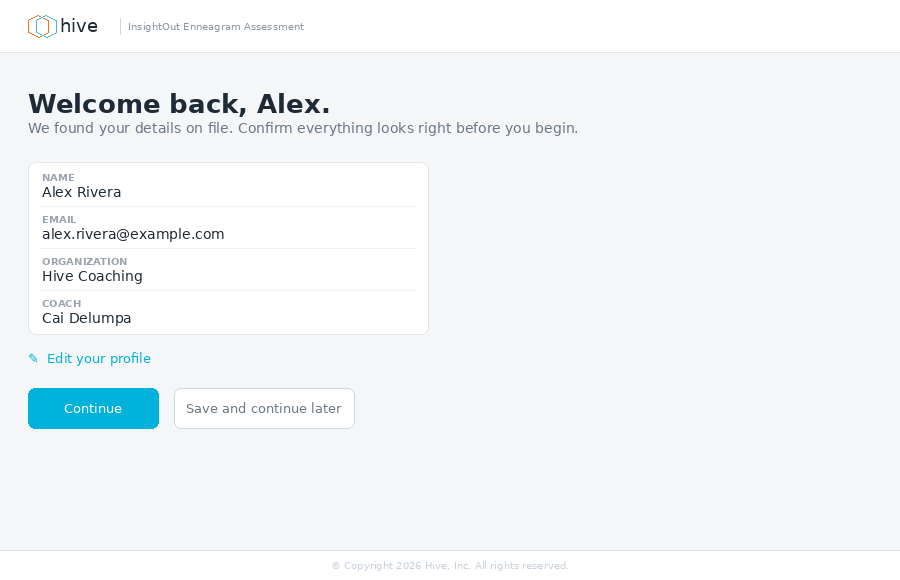 hive
InsightOut Enneagram Assessment
Welcome back, Alex.
We found your details on file. Confirm everything looks right before you begin.
NAME
Alex Rivera
EMAIL
alex.rivera@example.com
ORGANIZATION
Hive Coaching
COACH
Cai Delumpa
✎ Edit your profile
Continue
Save and continue later
© Copyright 2026 Hive, Inc. All rights reserved.